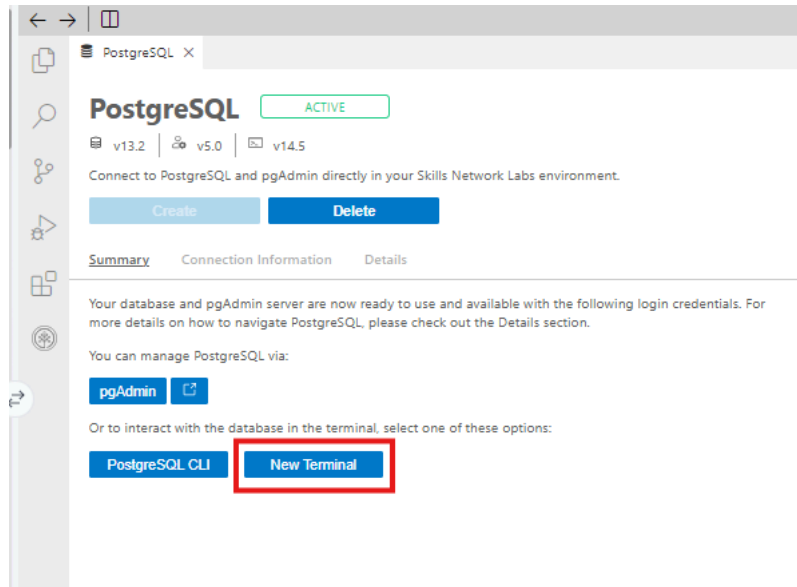 PostgreSQL
PostgreSQL ACTIVE
v13.2 v5.0 v14.5
Connect to PostgreSQL and pgAdmin directly in your Skills Network Labs environment.
Create Delete
Summary Connection Information Details
Your database and pgAdmin server are now ready to use and available with the following login credentials. For
more details on how to navigate PostgreSQL, please check out the Details section.
You can manage PostgreSQL via:
pgAdmin
Or to interact with the database in the terminal, select one of these options:
PostgreSQL CLI New Terminal